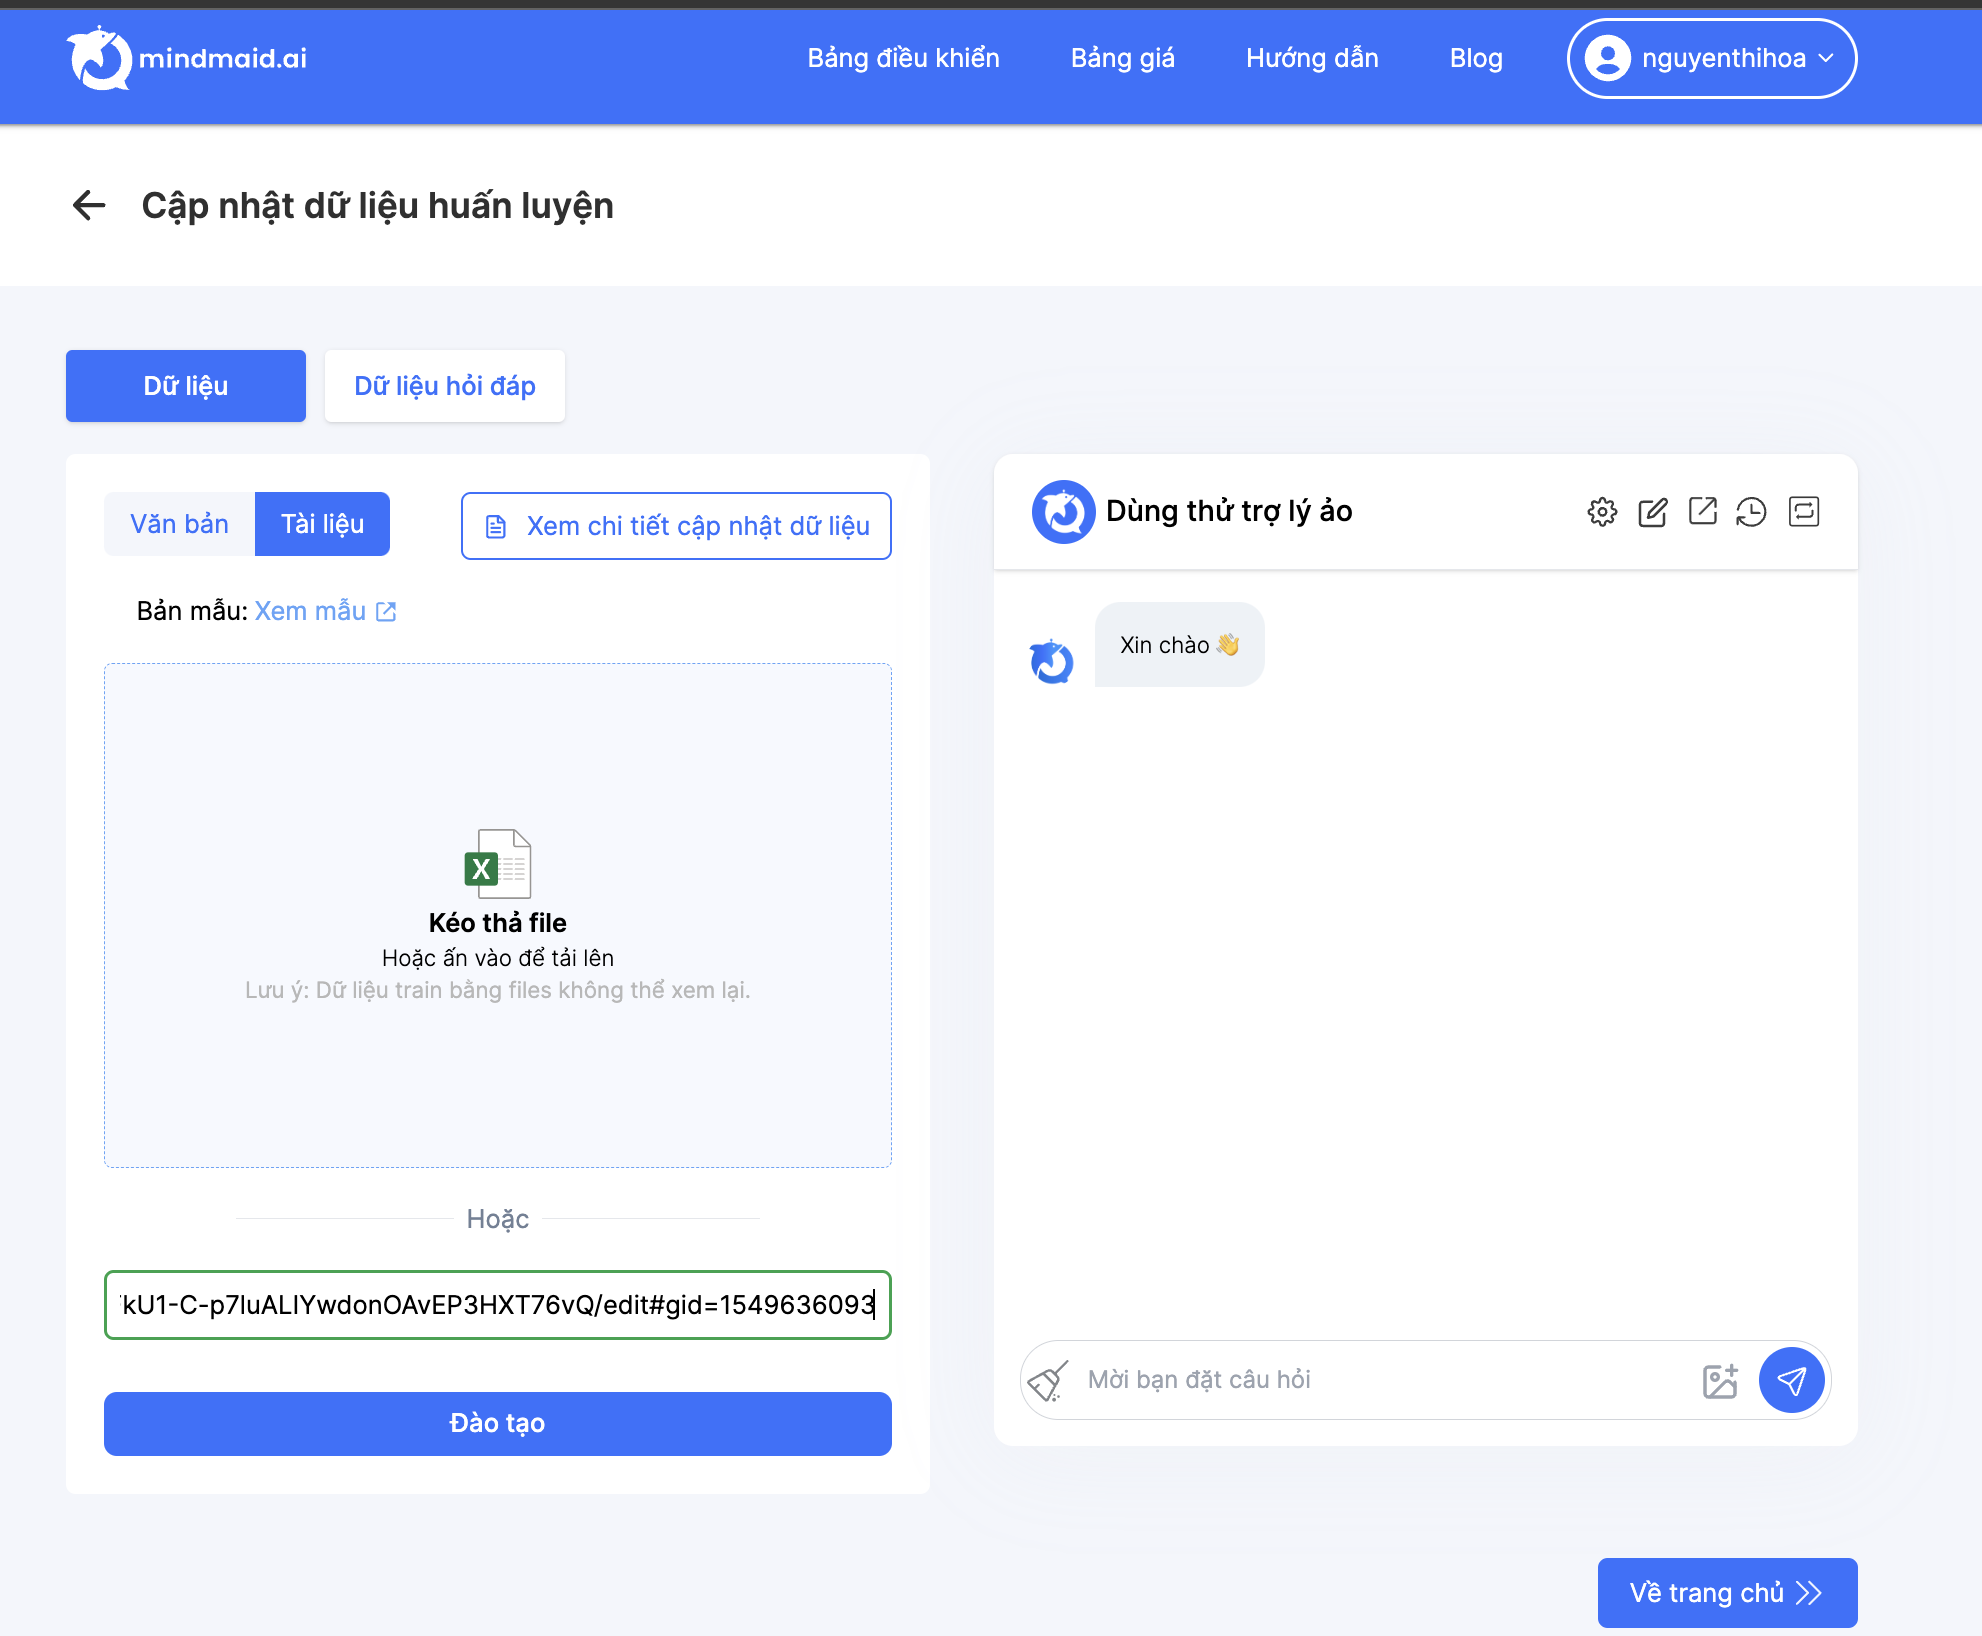 mindmaid.ai
Bảng điều khiển
Bảng giá
Hướng dẫn
Blog
nguyenthihoa
Cập nhật dữ liệu huấn luyện
Dữ liệu
Dữ liệu hỏi đáp
Văn bản
Tài liệu
Xem chi tiết cập nhật dữ liệu
Bản mẫu: Xem mẫu
X
Kéo thả file
Hoặc ấn vào để tải lên
Lưu ý: Dữ liệu train bằng files không thể xem lại.
Hoặc
kU1-C-p7luALIYwdonOAvEP3HXT76vQ/edit#gid=1549636093
Đào tạo
Dùng thử trợ lý ảo
Xin chào 👋
Mời bạn đặt câu hỏi
Về trang chủ